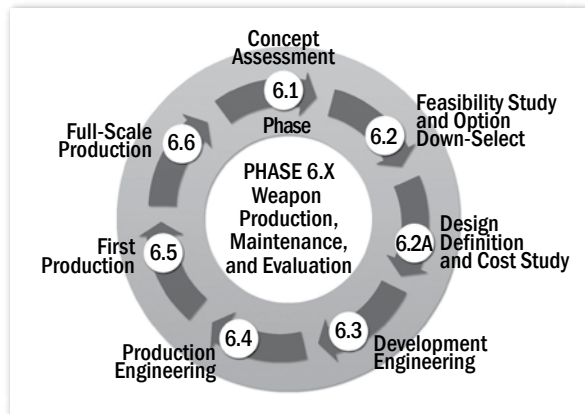 Concept
Assessment
6.1
Phase
6.2
Feasibility Study
and Option
Down-Select
6.2A
Design
Definition
and Cost Study
6.3
Development
Engineering
6.4
Production
Engineering
6.5
First
Production
6.6
Full-Scale
Production
PHASE 6.X
Weapon
Production,
Maintenance,
and Evaluation